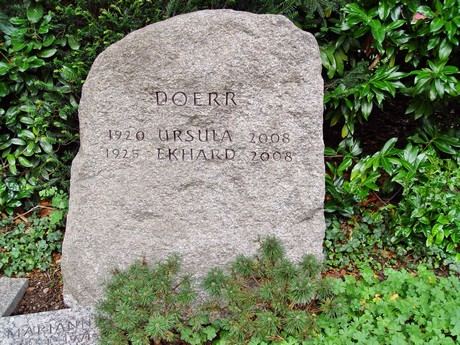 DOERR
1920 URSULA 2008
1925 EKHARD 2008
MARIANN